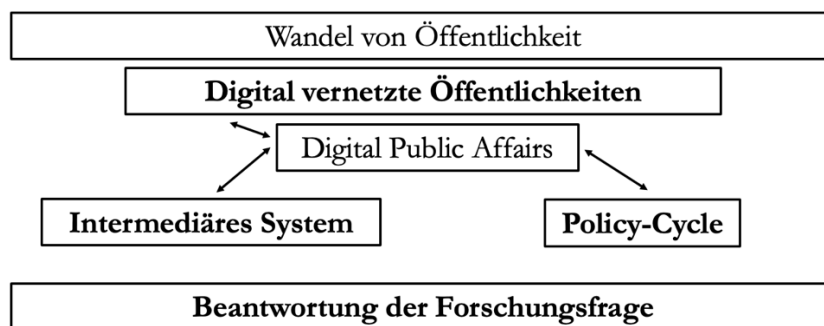 Wandel von Öffentlichkeit
Digital vernetzte Öffentlichkeiten
Digital Public Affairs
Intermediäres System
Policy-Cycle
Beantwortung der Forschungsfrage